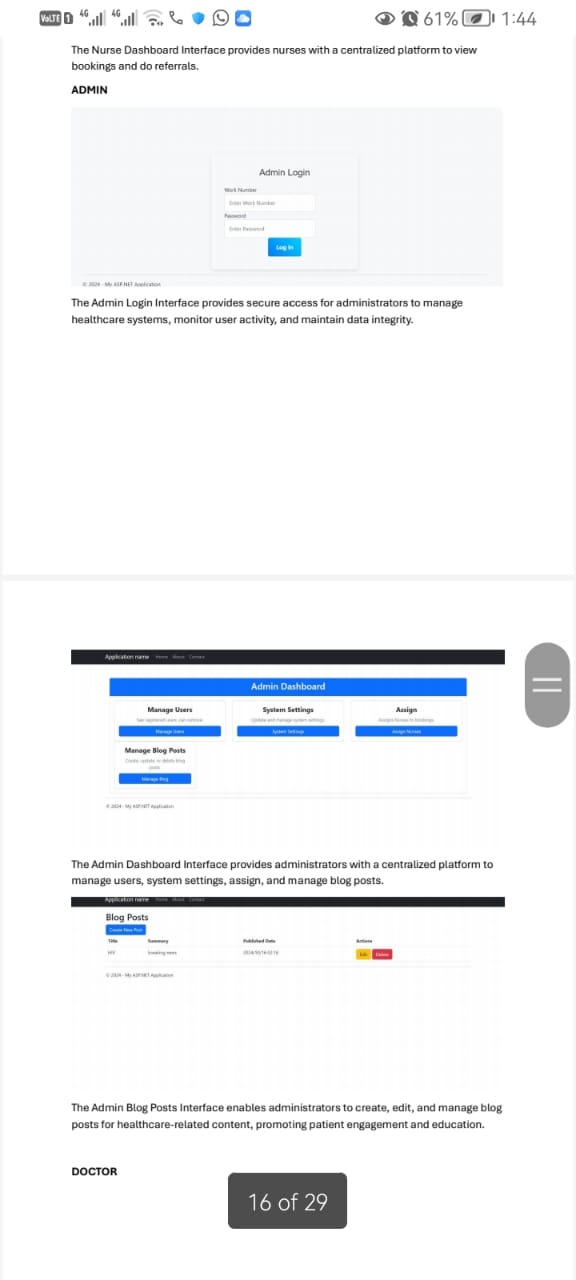 VoLTE 1 4G 4G 61% 1:44
The Nurse Dashboard Interface provides nurses with a centralized platform to view
bookings and do referrals.
ADMIN
Admin Login
Work Number
Enter Work Number
Password
Enter Password
Log In
© 2024 - My ASP.NET Application
The Admin Login Interface provides secure access for administrators to manage
healthcare systems, monitor user activity, and maintain data integrity.
Application name Home About Contact
Admin Dashboard
Manage Users System Settings Assign
See registered users can Update and manage system settings Assign Nurses to bookings
Manage Users System Settings Assign Nurses
Manage Blog Posts
Create, update, or delete blog
posts
Manage Blog
© 2024 - My ASP.NET Application
The Admin Dashboard Interface provides administrators with a centralized platform to
manage users, system settings, assign, and manage blog posts.
Application name Home About Contact
Blog Posts
Create New Post
Title Summary Published Date Actions
HIV breaking news Edit Delete
© 2024 - My ASP.NET Application
The Admin Blog Posts Interface enables administrators to create, edit, and manage blog
posts for healthcare-related content, promoting patient engagement and education.
DOCTOR
16 of 29